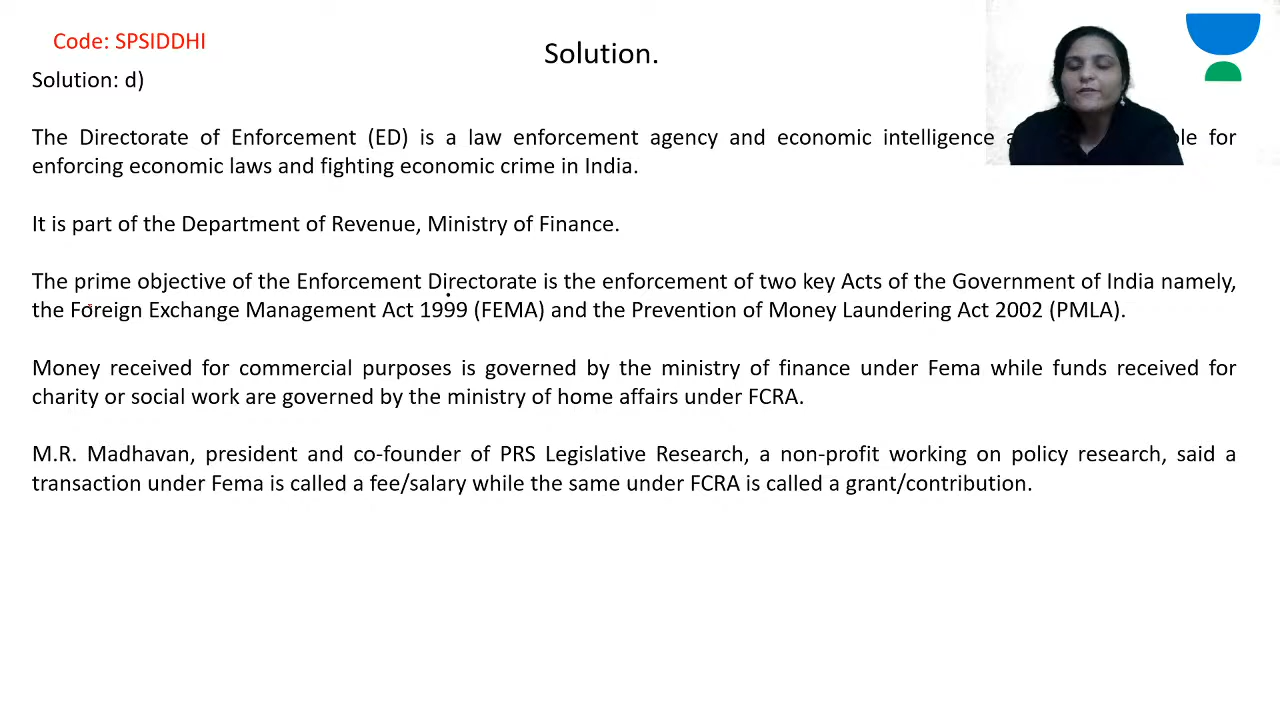 Code: SPSIDDHI
Solution.
Solution: d)
The Directorate of Enforcement (ED) is a law enforcement agency and economic intelligence for
enforcing economic laws and fighting economic crime in India.
It is part of the Department of Revenue, Ministry of Finance.
The prime objective of the Enforcement Directorate is the enforcement of two key Acts of the Government of India namely,
the Foreign Exchange Management Act 1999 (FEMA) and the Prevention of Money Laundering Act 2002 (PMLA).
Money received for commercial purposes is governed by the ministry of finance under Fema while funds received for
charity or social work are governed by the ministry of home affairs under FCRA.
M.R. Madhavan, president and co-founder of PRS Legislative Research, a non-profit working on policy research, said a
transaction under Fema is called a fee/salary while the same under FCRA is called a grant/contribution.